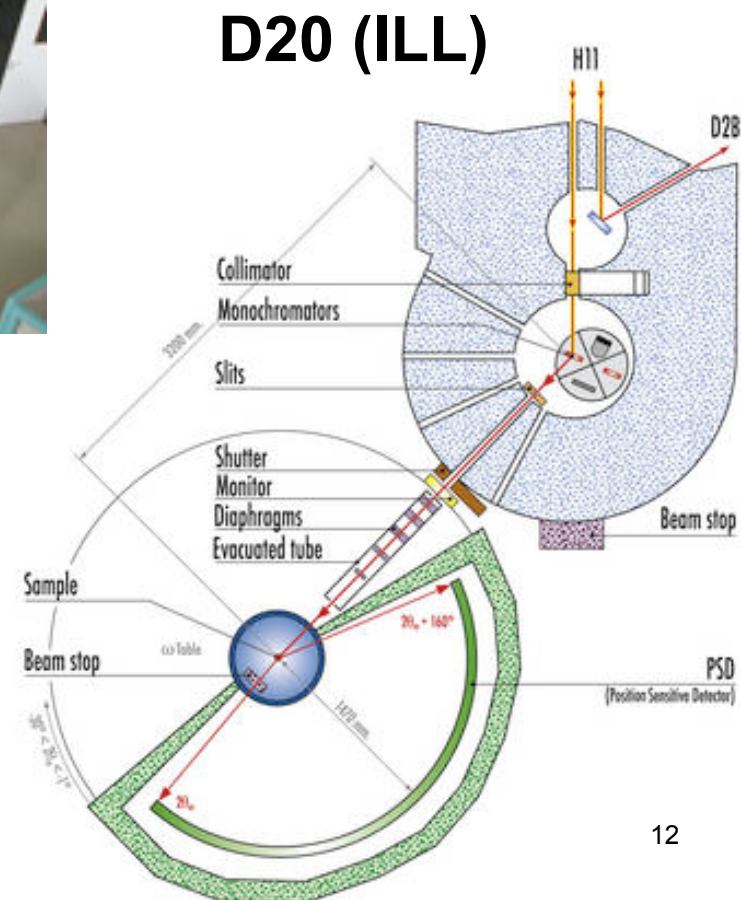 D20 (ILL)
H11
D2B
Collimator
Monochromators
3200 mm.
Slits
Shutter
Monitor
Diaphragms
Evacuated tube
Beam stop
Sample
ω-Table
Beam stop
2θ₀ + 160°
PSD
(Position Sensitive Detector)
1470 mm.
2θ₀
12